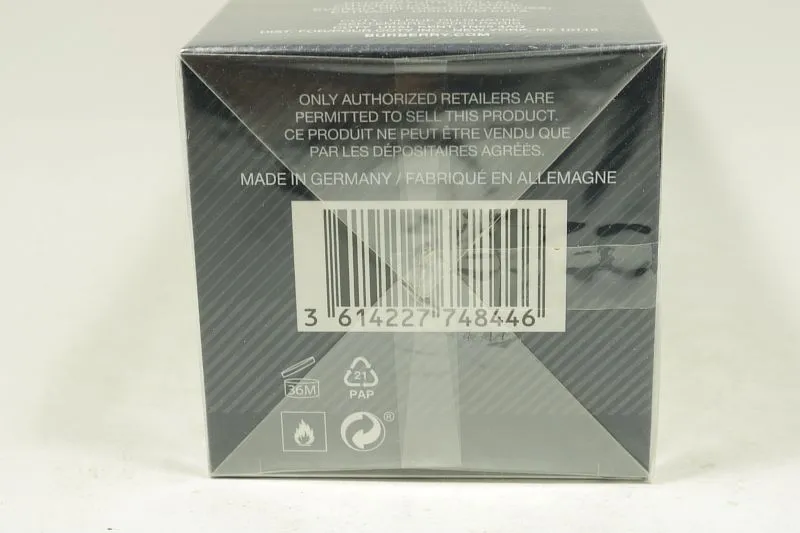 BURBERRY.COM
ONLY AUTHORIZED RETAILERS ARE
PERMITTED TO SELL THIS PRODUCT.
CE PRODUIT NE PEUT ÊTRE VENDU QUE
PAR LES DÉPOSITAIRES AGRÉÉS.
MADE IN GERMANY / FABRIQUÉ EN ALLEMAGNE
3 614227 748446
36M
21
PAP
®